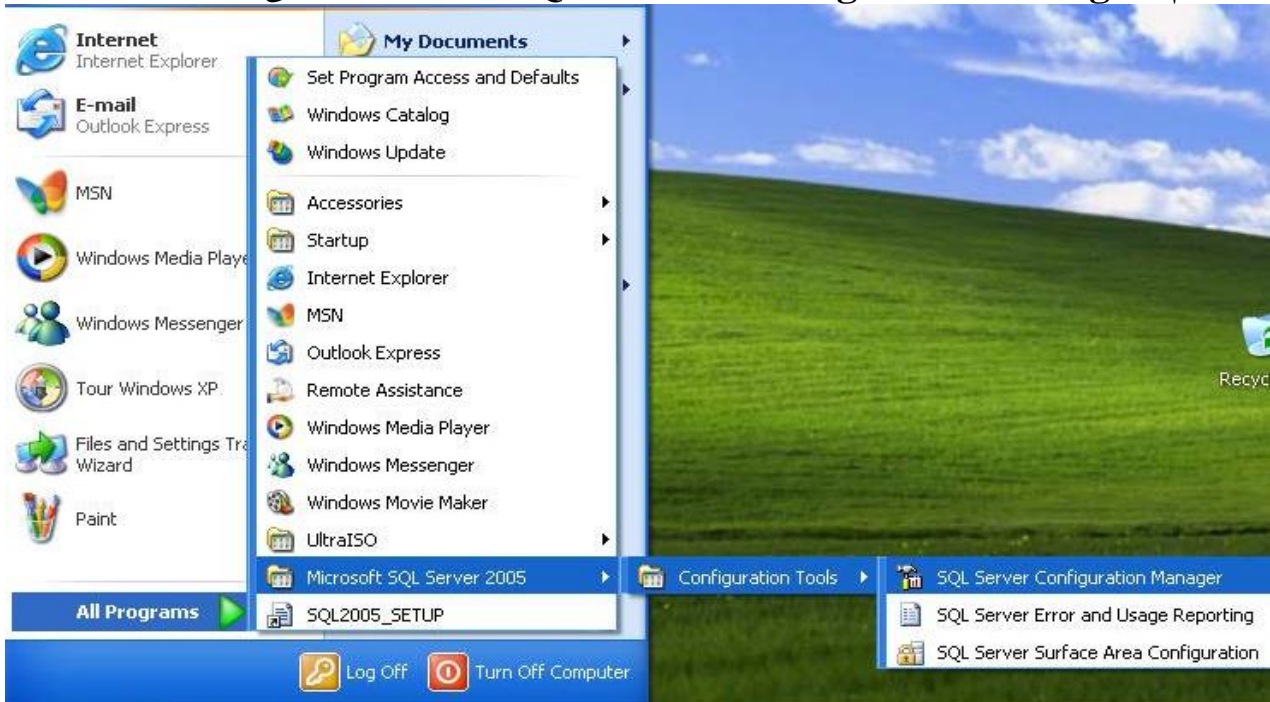 Internet
Internet Explorer
E-mail
Outlook Express
MSN
Windows Media Playe
Windows Messenger
Tour Windows XP
Files and Settings Tra
Wizard
Paint
All Programs
My Documents
Set Program Access and Defaults
Windows Catalog
Windows Update
Accessories
Startup
Internet Explorer
MSN
Outlook Express
Remote Assistance
Windows Media Player
Windows Messenger
Windows Movie Maker
UltraISO
Microsoft SQL Server 2005
SQL2005_SETUP
Configuration Tools
SQL Server Configuration Manager
SQL Server Error and Usage Reporting
SQL Server Surface Area Configuration
Recyc
Log Off
Turn Off Computer